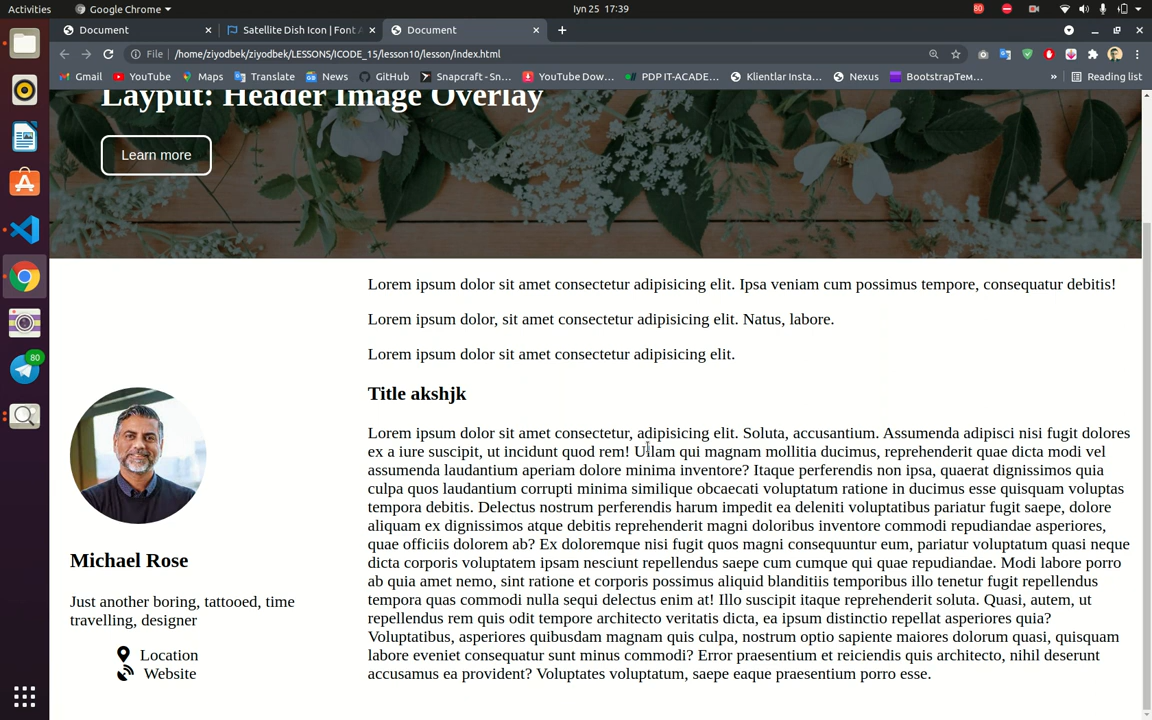 Activities
Google Chrome
Iyn 25 17:39
80
Document
Satellite Dish Icon | Font A
Document
File
/home/ziyodbek/ziyodbek/LESSONS/ICODE_15/lesson10/lesson/index.html
Gmail
YouTube
Maps
Translate
News
GitHub
Snapcraft - Sn...
YouTube Dow...
PDP IT-ACADE...
Klientlar Insta...
Nexus
BootstrapTem...
»
Reading list
Layput: Header Image Overlay
Learn more
Lorem ipsum dolor sit amet consectetur adipisicing elit. Ipsa veniam cum possimus tempore, consequatur debitis!
Lorem ipsum dolor, sit amet consectetur adipisicing elit. Natus, labore.
Lorem ipsum dolor sit amet consectetur adipisicing elit.
Title akshjk
Lorem ipsum dolor sit amet consectetur, adipisicing elit. Soluta, accusantium. Assumenda adipisci nisi fugit dolores
ex a iure suscipit, ut incidunt quod rem! Ullam qui magnam mollitia ducimus, reprehenderit quae dicta modi vel
assumenda laudantium aperiam dolore minima inventore? Itaque perferendis non ipsa, quaerat dignissimos quia
culpa quos laudantium corrupti minima similique obcaecati voluptatum ratione in ducimus esse quisquam voluptas
tempora debitis. Delectus nostrum perferendis harum impedit ea deleniti voluptatibus pariatur fugit saepe, dolore
aliquam ex dignissimos atque debitis reprehenderit magni doloribus inventore commodi repudiandae asperiores,
quae officiis dolorem ab? Ex doloremque nisi fugit quos magni consequuntur eum, pariatur voluptatum quasi neque
dicta corporis voluptatem ipsam nesciunt repellendus saepe cum cumque qui quae repudiandae. Modi labore porro
ab quia amet nemo, sint ratione et corporis possimus aliquid blanditiis temporibus illo tenetur fugit repellendus
tempora quas commodi nulla sequi delectus enim at! Illo suscipit itaque reprehenderit soluta. Quasi, autem, ut
repellendus rem quis odit tempore architecto veritatis dicta, ea ipsum distinctio repellat asperiores quia?
Voluptatibus, asperiores quibusdam magnam quis culpa, nostrum optio sapiente maiores dolorum quasi, quisquam
labore eveniet consequatur sunt minus commodi? Error praesentium et reiciendis quis architecto, nihil deserunt
accusamus ea provident? Voluptates voluptatum, saepe eaque praesentium porro esse.
Michael Rose
Just another boring, tattooed, time
travelling, designer
Location
Website
80